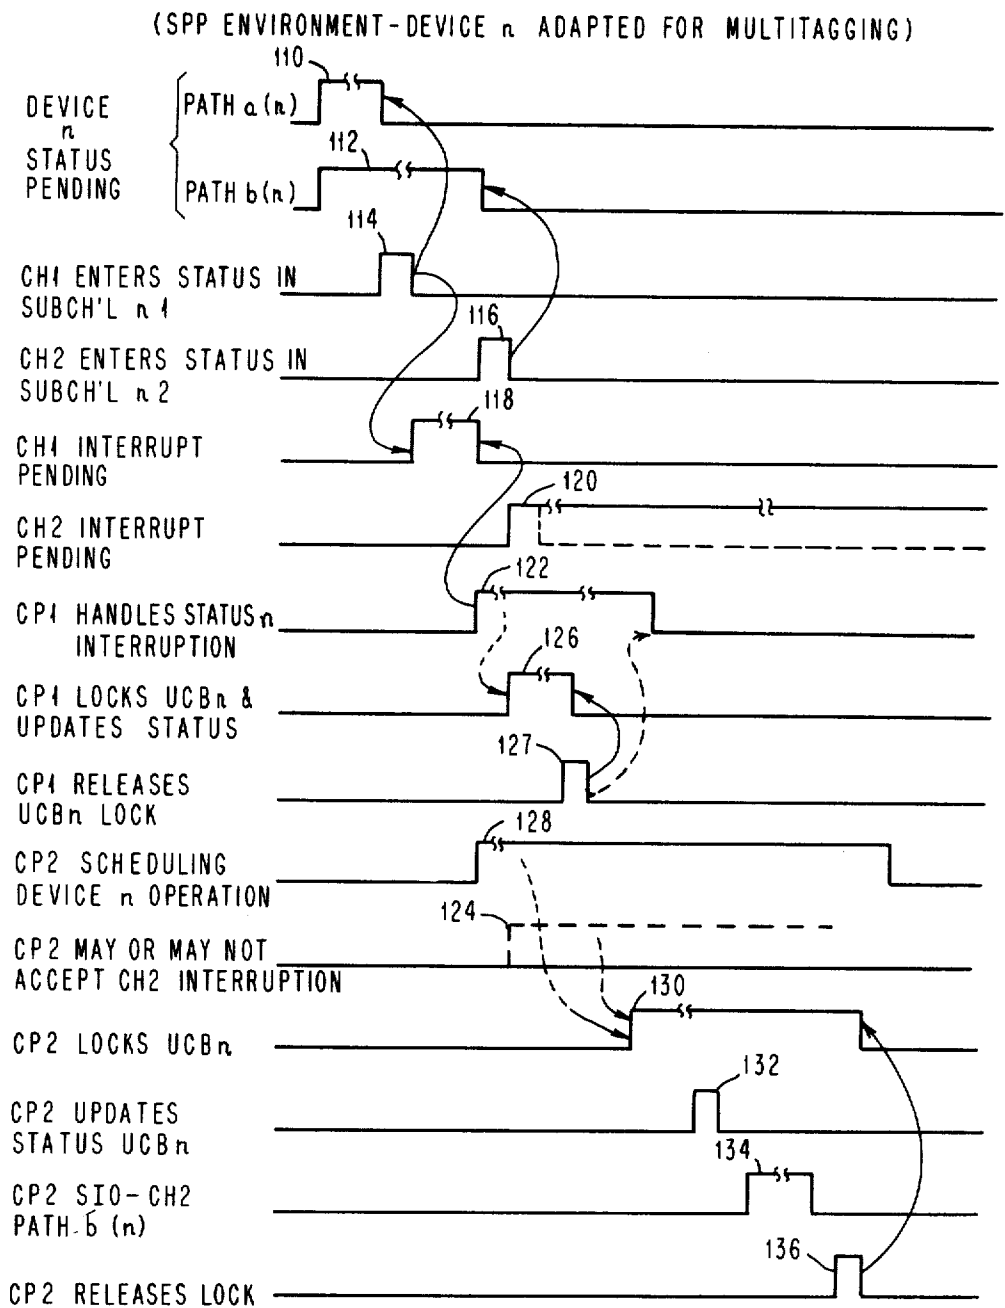 (SPP ENVIRONMENT-DEVICE n ADAPTED FOR MULTITAGGING)
110
DEVICE
n
STATUS
PENDING
PATH a(n)
112
PATH b(n)
114
CH1 ENTERS STATUS IN
SUBCH'L n1
116
CH2 ENTERS STATUS IN
SUBCH'L n2
118
CH1 INTERRUPT
PENDING
120
CH2 INTERRUPT
PENDING
122
CP1 HANDLES STATUS n
INTERRUPTION
126
CP1 LOCKS UCBn &
UPDATES STATUS
127
CP1 RELEASES
UCBn LOCK
128
CP2 SCHEDULING
DEVICE n OPERATION
124
CP2 MAY OR MAY NOT
ACCEPT CH2 INTERRUPTION
130
CP2 LOCKS UCBn
132
CP2 UPDATES
STATUS UCBn
134
CP2 SIO-CH2
PATH b (n)
136
CP2 RELEASES LOCK